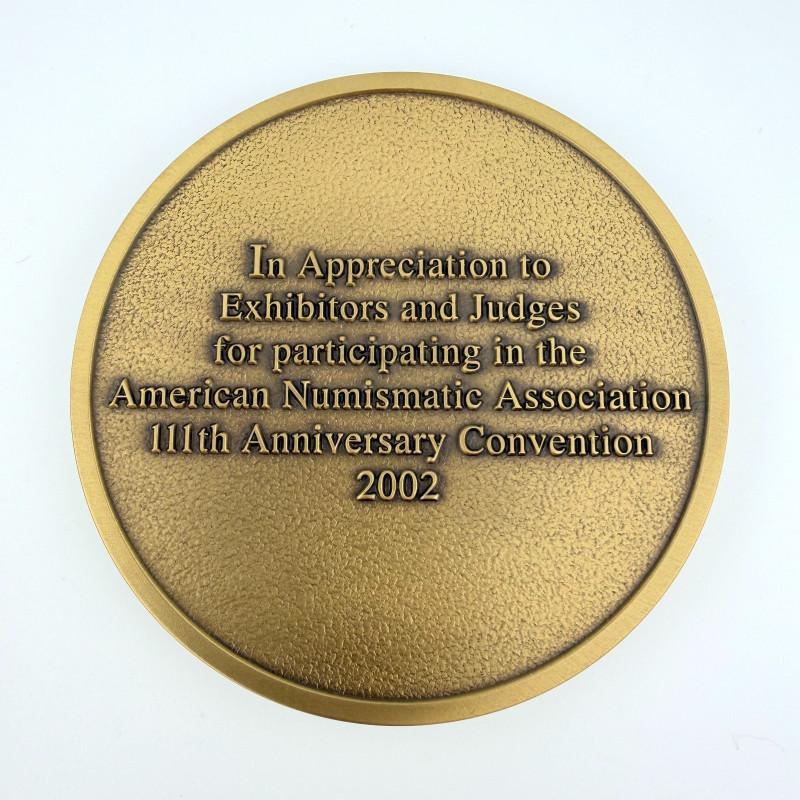 In Appreciation to
Exhibitors and Judges
for participating in the
American Numismatic Association
111th Anniversary Convention
2002